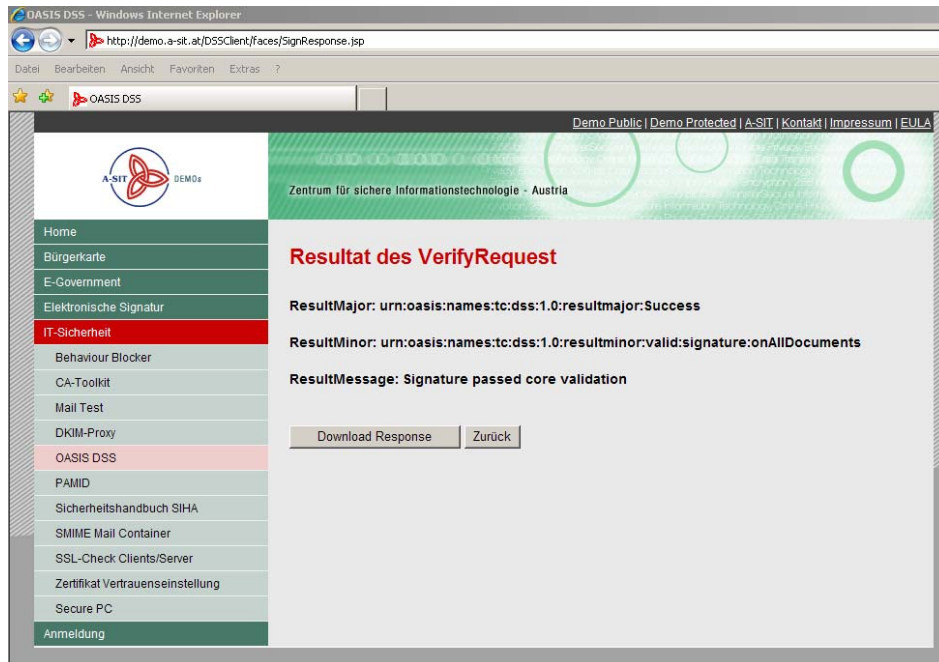 OASIS DSS - Windows Internet Explorer
http://demo.a-sit.at/DSSClient/faces/SignResponse.jsp
Datei Bearbeiten Ansicht Favoriten Extras ?
OASIS DSS
Demo Public | Demo Protected | A-SIT | Kontakt | Impressum | EULA
A-SIT DEMOs
Zentrum für sichere Informationstechnologie - Austria
Home
Bürgerkarte
E-Government
Elektronische Signatur
IT-Sicherheit
Behaviour Blocker
CA-Toolkit
Mail Test
DKIM-Proxy
OASIS DSS
PAMID
Sicherheitshandbuch SIHA
SMIME Mail Container
SSL-Check Clients/Server
Zertifikat Vertrauenseinstellung
Secure PC
Anmeldung
Resultat des VerifyRequest
ResultMajor: urn:oasis:names:tc:dss:1.0:resultmajor:Success
ResultMinor: urn:oasis:names:tc:dss:1.0:resultminor:valid:signature:onAllDocuments
ResultMessage: Signature passed core validation
Download Response Zurück